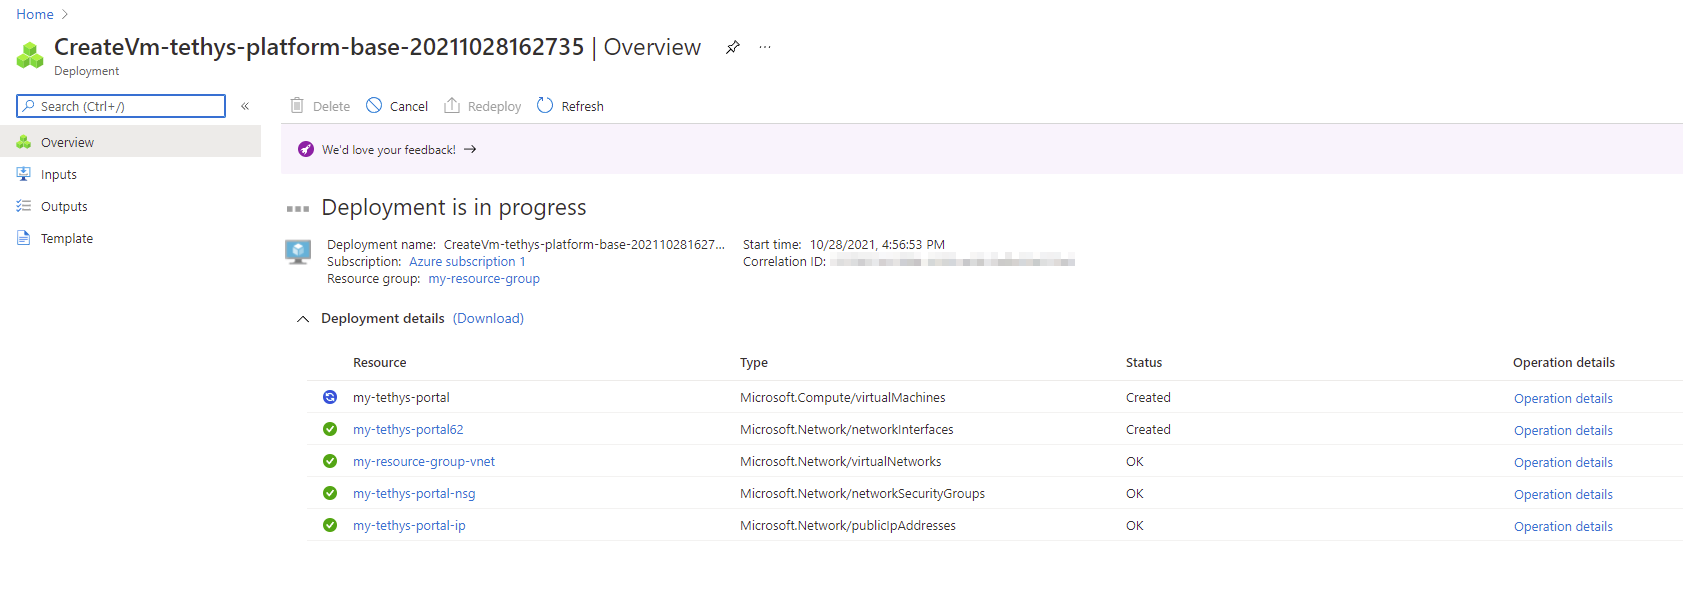 Home >
CreateVm-tethys-platform-base-20211028162735 | Overview ...
Deployment
Search (Ctrl+/) «
Overview
Inputs
Outputs
Template
Delete Cancel Redeploy Refresh
We'd love your feedback! →
Deployment is in progress
Deployment name: CreateVm-tethys-platform-base-202110281627... Start time: 10/28/2021, 4:56:53 PM
Subscription: Azure subscription 1 Correlation ID:
Resource group: my-resource-group
Deployment details (Download)
Resource Type Status Operation details
my-tethys-portal Microsoft.Compute/virtualMachines Created Operation details
my-tethys-portal62 Microsoft.Network/networkInterfaces Created Operation details
my-resource-group-vnet Microsoft.Network/virtualNetworks OK Operation details
my-tethys-portal-nsg Microsoft.Network/networkSecurityGroups OK Operation details
my-tethys-portal-ip Microsoft.Network/publicIpAddresses OK Operation details